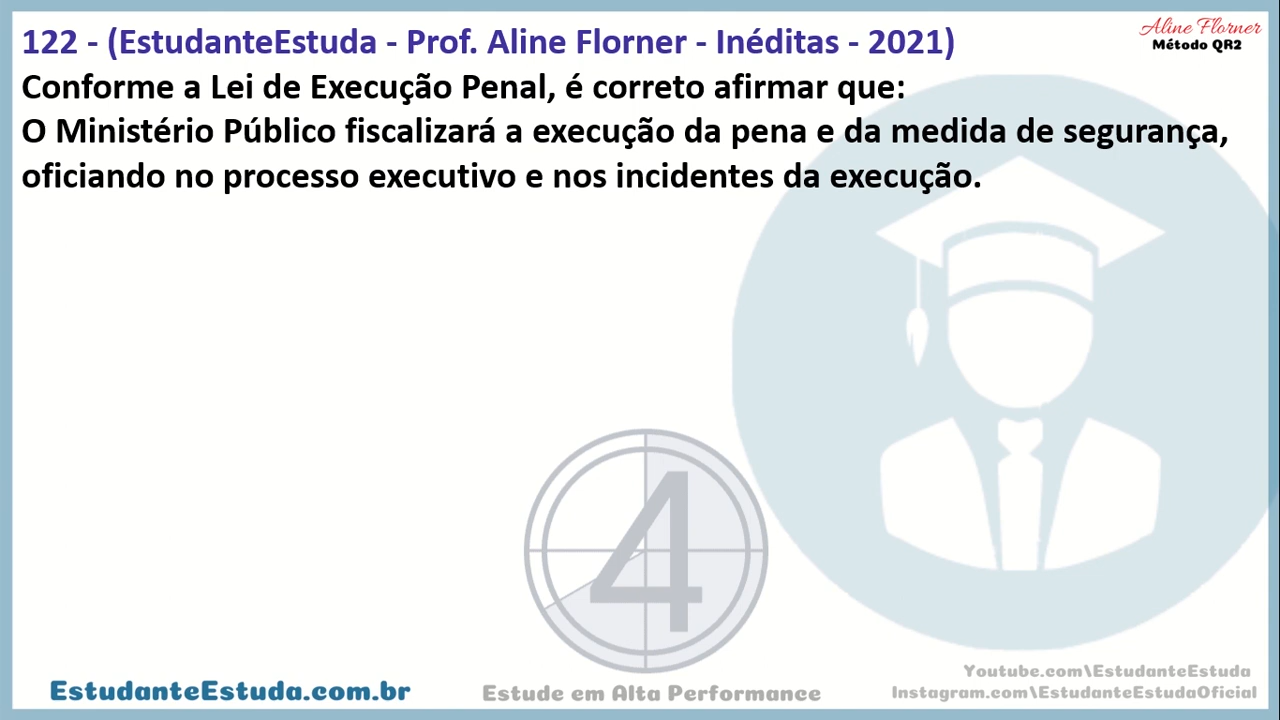 122 - (EstudanteEstuda - Prof. Aline Florner - Inéditas - 2021)
Aline Florner
Método QR2
Conforme a Lei de Execução Penal, é correto afirmar que:
O Ministério Público fiscalizará a execução da pena e da medida de segurança,
oficiando no processo executivo e nos incidentes da execução.
4
EstudanteEstuda.com.br
Estude em Alta Performance
Youtube.com\EstudanteEstuda
Instagram.com\EstudanteEstudaOficial